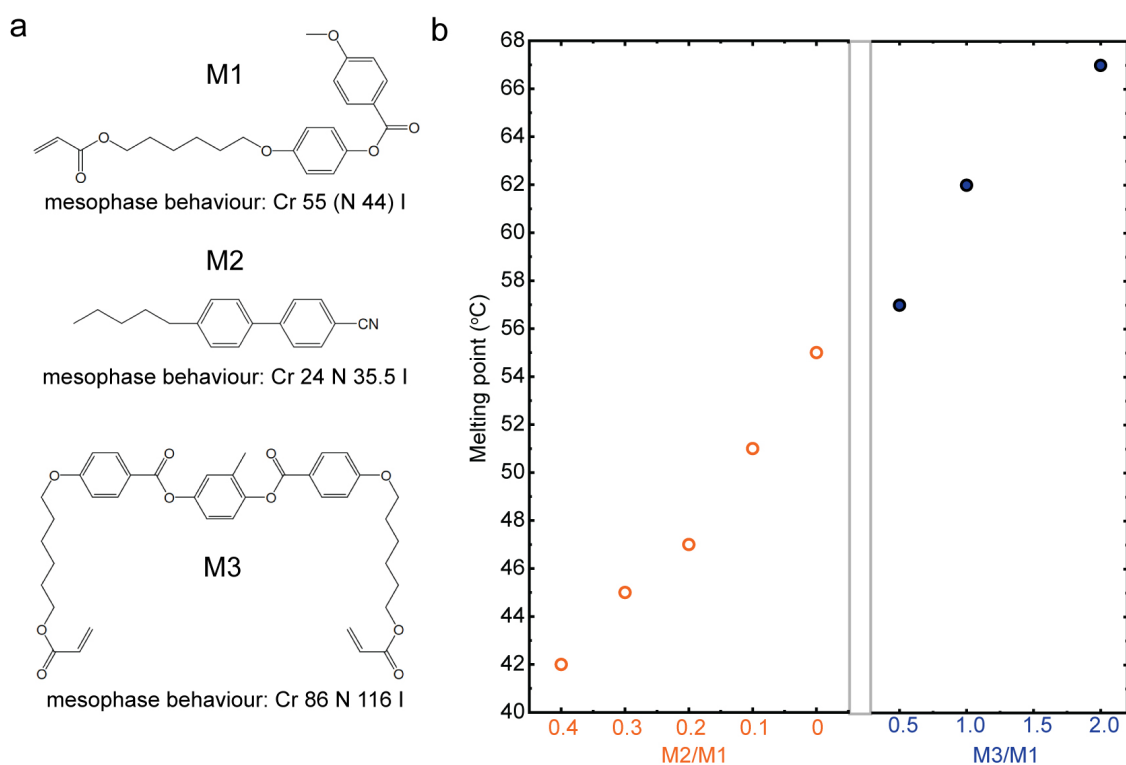 a
M1
O
O
O
O
O
O
mesophase behaviour: Cr 55 (N 44) I
M2
CN
mesophase behaviour: Cr 24 N 35.5 I
O
O
O
O
O
O
M3
O
O
O
O
mesophase behaviour: Cr 86 N 116 I
b
Melting point (°C)
68
66
64
62
60
58
56
54
52
50
48
46
44
42
40
0.4 0.3 0.2 0.1 0 0.5 1.0 1.5 2.0
M2/M1 M3/M1